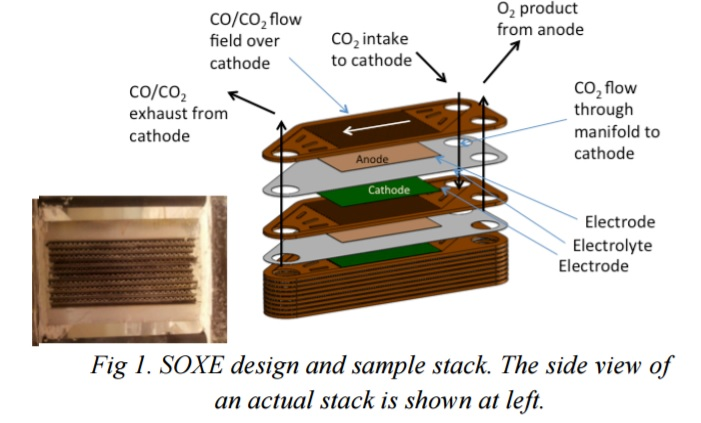 CO/CO₂ flow
field over
cathode
CO₂ intake
to cathode
O₂ product
from anode
CO/CO₂
exhaust from
cathode
CO₂ flow
through
manifold to
cathode
Anode
Cathode
Electrode
Electrolyte
Electrode
Fig 1. SOXE design and sample stack. The side view of
an actual stack is shown at left.